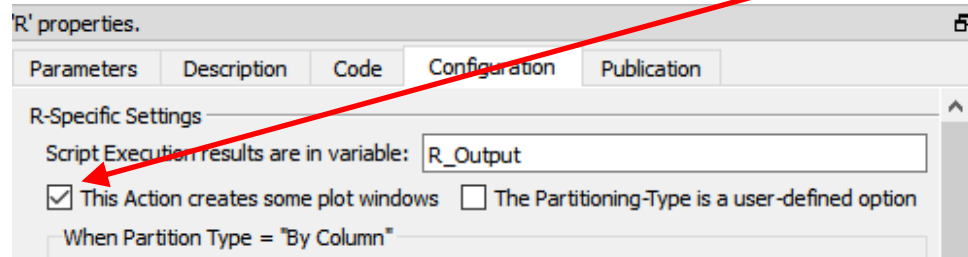 'R' properties.
Parameters Description Code Configuration Publication
R-Specific Settings
Script Execution results are in variable: R_Output
This Action creates some plot windows The Partitioning-Type is a user-defined option
When Partition Type = "By Column"